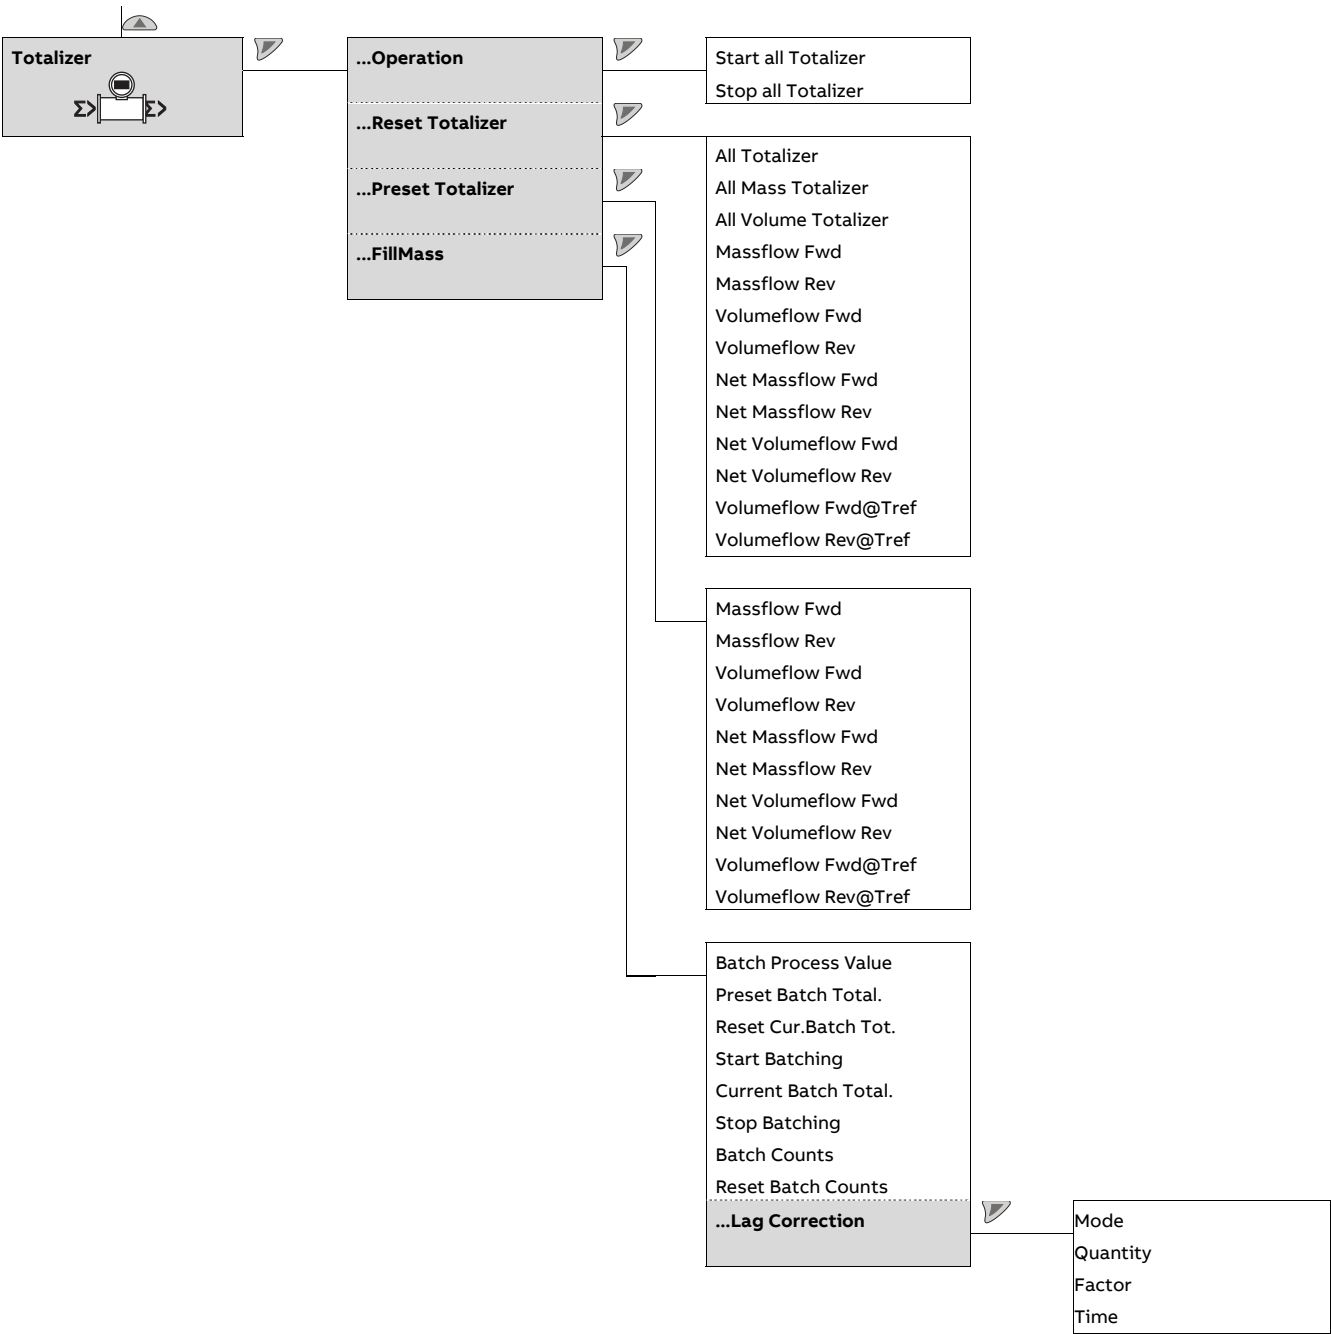 Totalizer
Σ> Σ>
...Operation
...Reset Totalizer
...Preset Totalizer
...FillMass
Start all Totalizer
Stop all Totalizer
All Totalizer
All Mass Totalizer
All Volume Totalizer
Massflow Fwd
Massflow Rev
Volumeflow Fwd
Volumeflow Rev
Net Massflow Fwd
Net Massflow Rev
Net Volumeflow Fwd
Net Volumeflow Rev
Volumeflow Fwd@Tref
Volumeflow Rev@Tref
Massflow Fwd
Massflow Rev
Volumeflow Fwd
Volumeflow Rev
Net Massflow Fwd
Net Massflow Rev
Net Volumeflow Fwd
Net Volumeflow Rev
Volumeflow Fwd@Tref
Volumeflow Rev@Tref
Batch Process Value
Preset Batch Total.
Reset Cur.Batch Tot.
Start Batching
Current Batch Total.
Stop Batching
Batch Counts
Reset Batch Counts
...Lag Correction
Mode
Quantity
Factor
Time